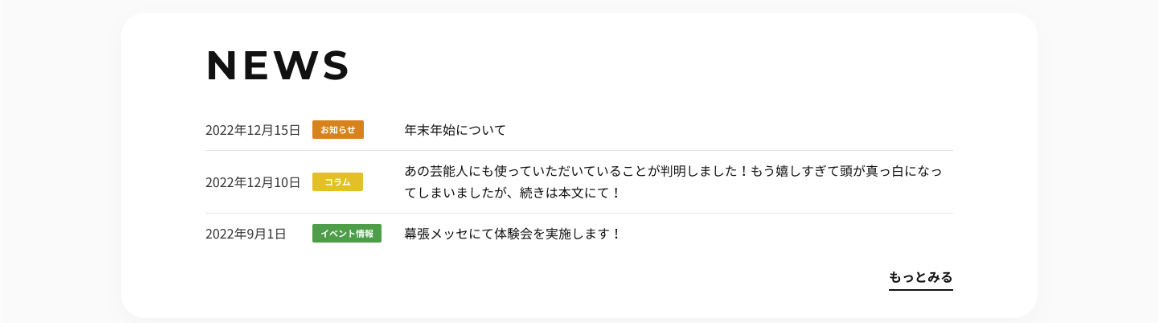 NEWS
2022年12月15日 お知らせ 年末年始について
2022年12月10日 コラム あの芸能人にも使っていただいていることが判明しました！もう嬉しすぎて頭が真っ白になっ
てしまいましたが、続きは本文にて！
2022年9月1日 イベント情報 幕張メッセにて体験会を実施します！
もっとみる